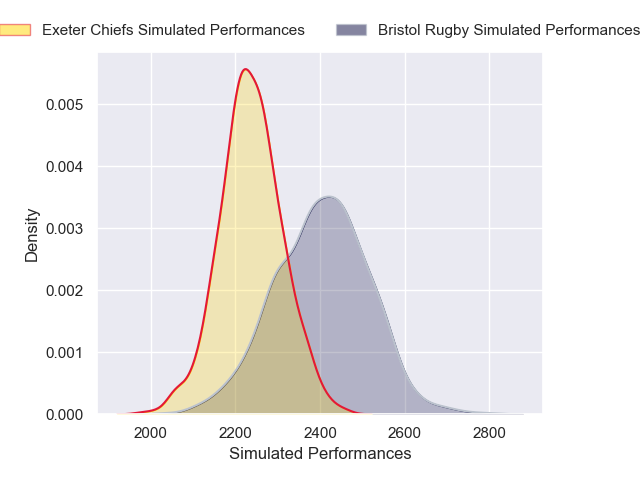 Exeter Chiefs Simulated Performances
Bristol Rugby Simulated Performances
0.005
0.004
0.003
0.002
0.001
0.000
Density
2000
2200
2400
2600
2800
Simulated Performances